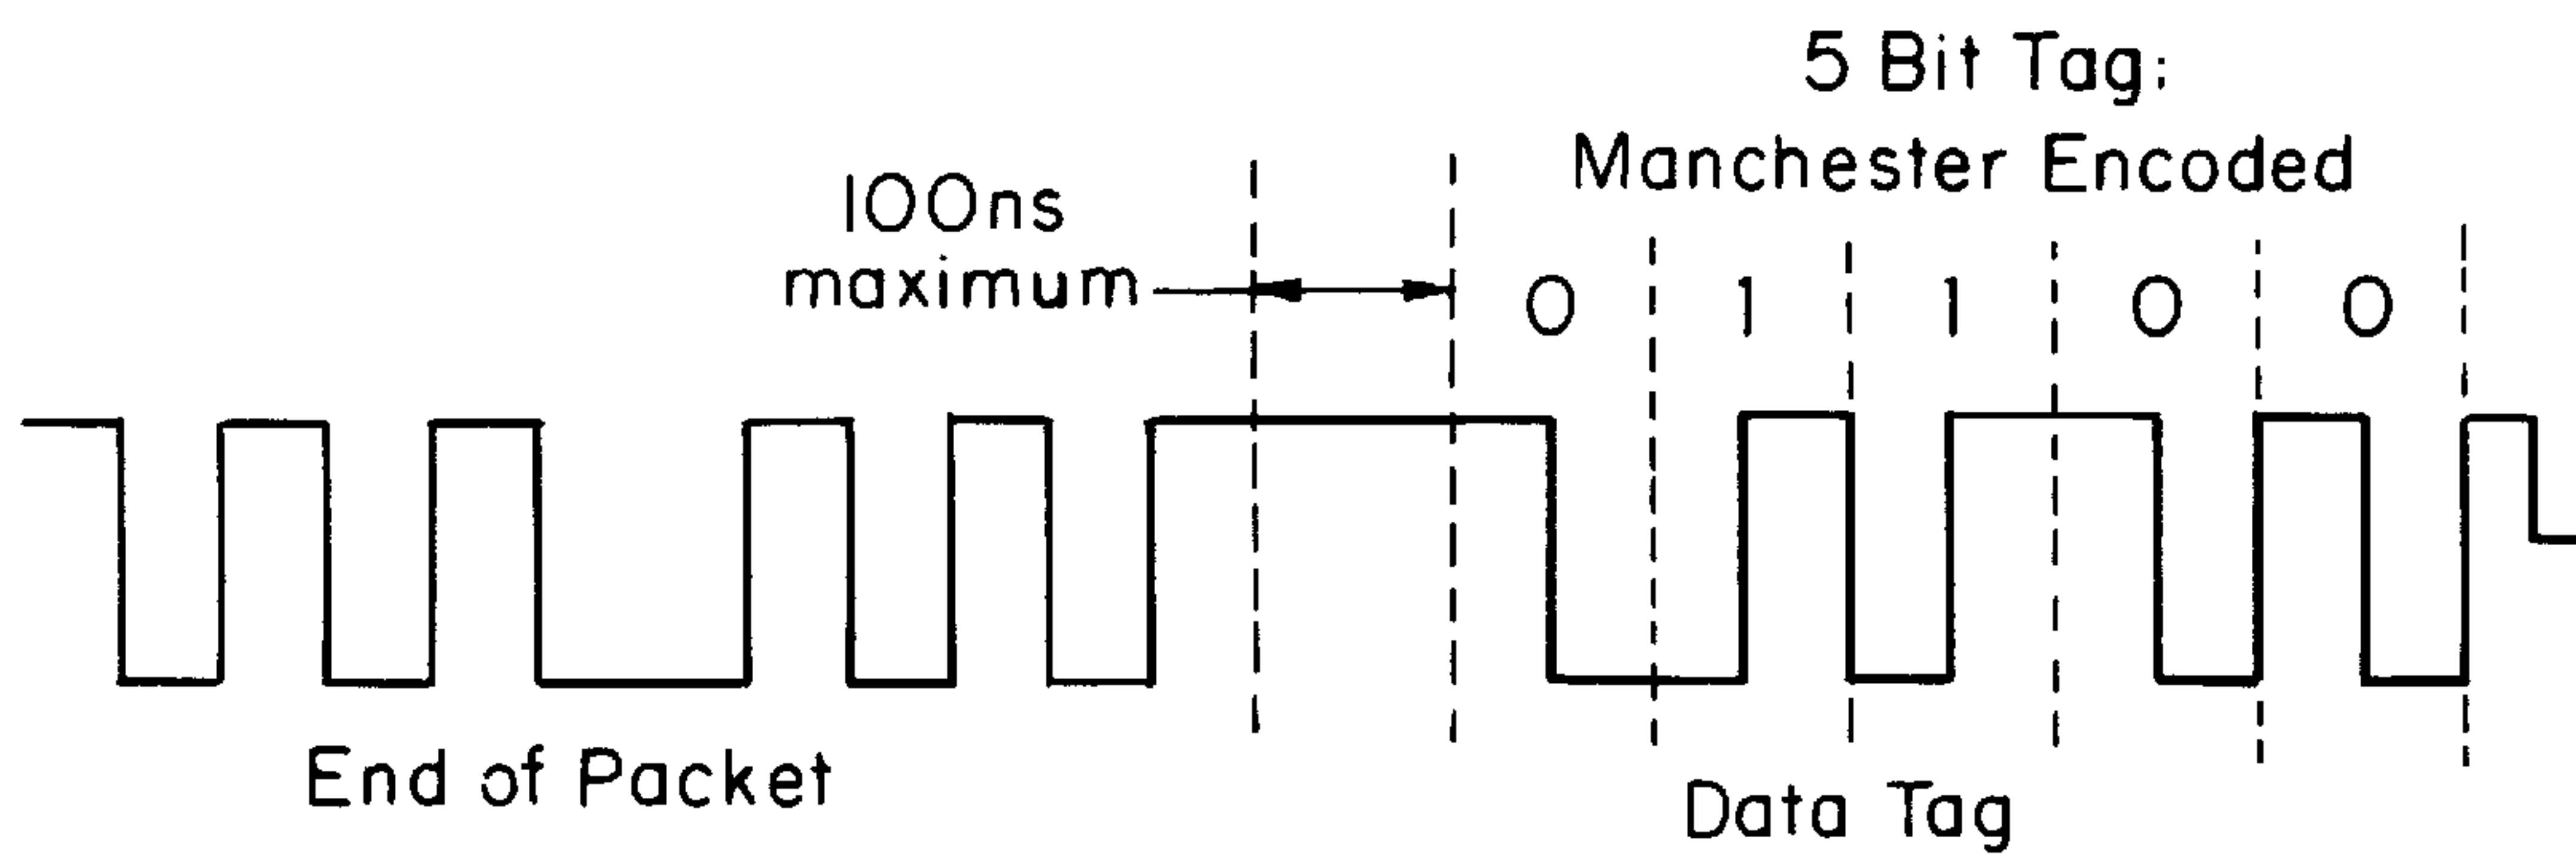 5 Bit Tag:
Manchester Encoded
100ns
maximum
0 1 1 0 0
End of Packet
Data Tag